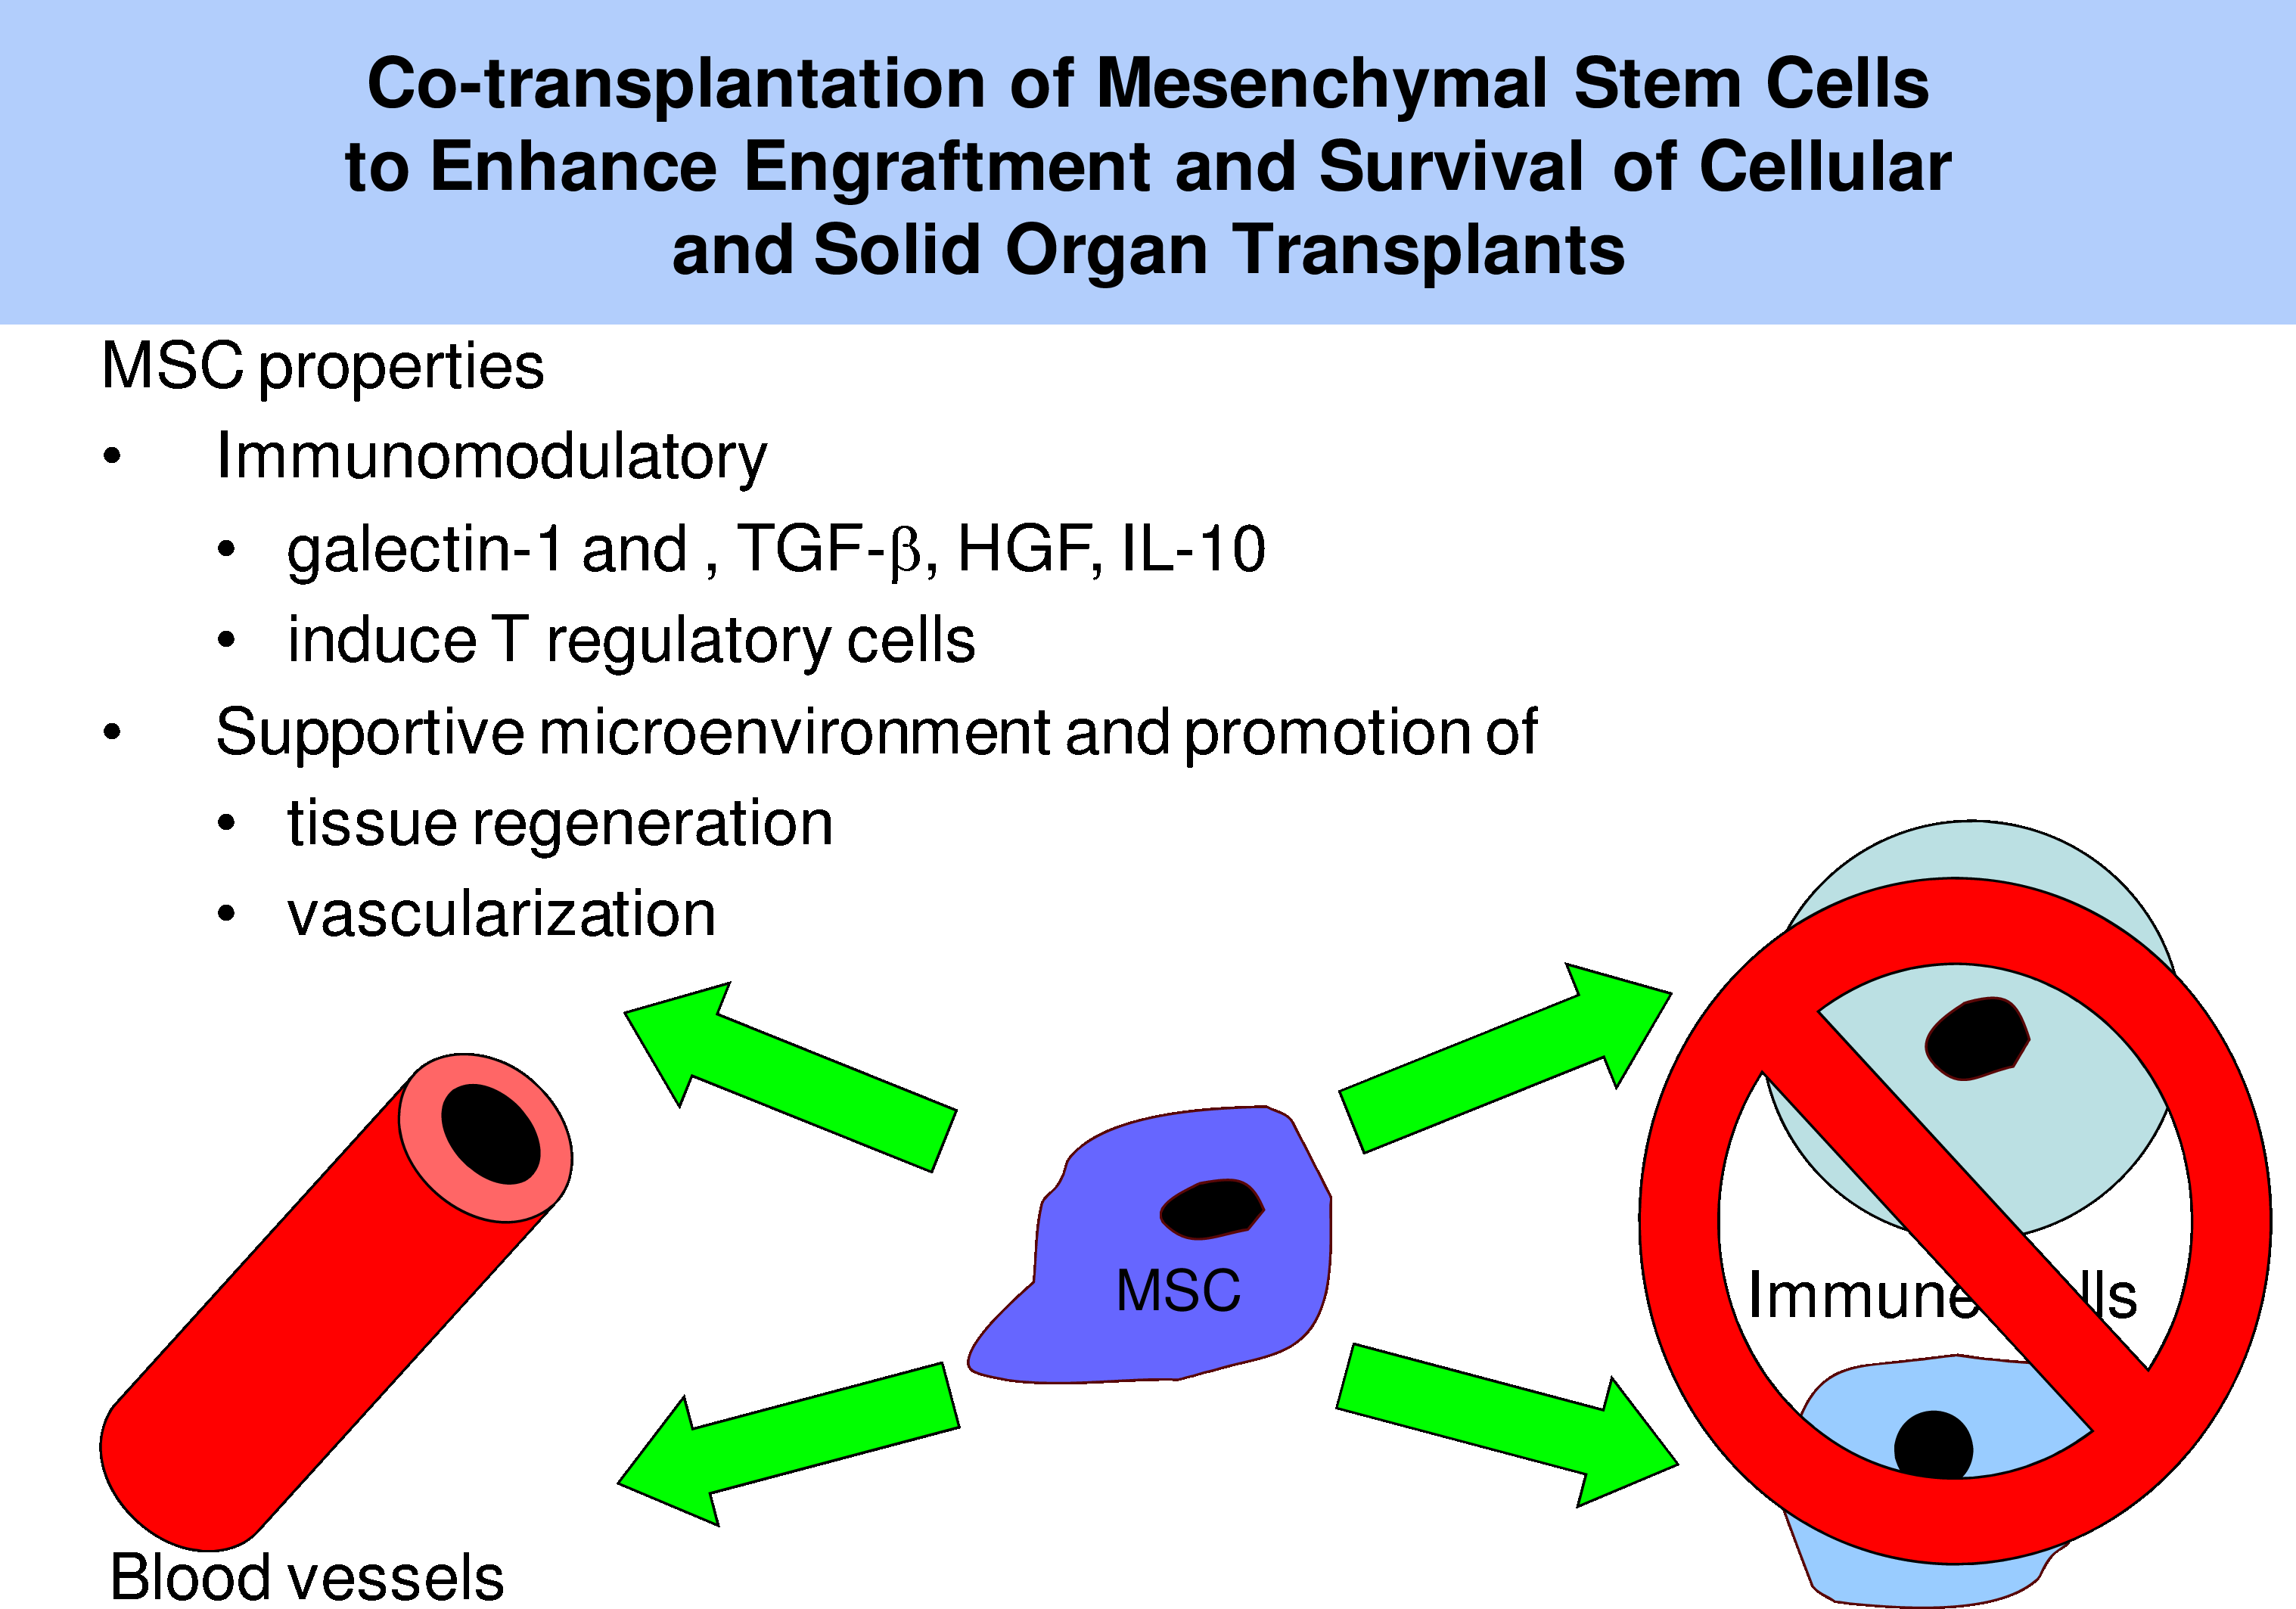 Co-transplantation of Mesenchymal Stem Cells
to Enhance Engraftment and Survival of Cellular
and Solid Organ Transplants
MSC properties
• Immunomodulatory
• galectin-1 and , TGF-β, HGF, IL-10
• induce T regulatory cells
• Supportive microenvironment and promotion of
• tissue regeneration
• vascularization
MSC
Immune cells
Blood vessels